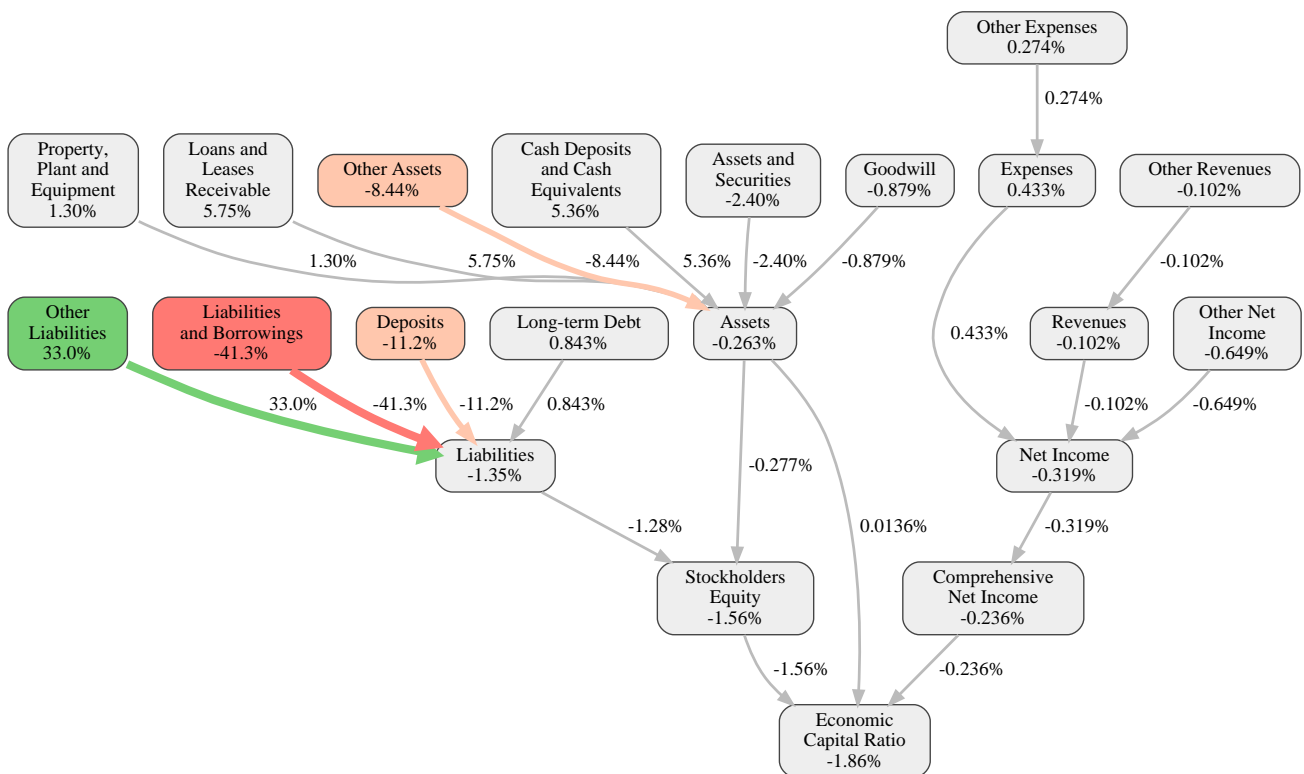 Other Expenses
0.274%
0.274%
Property,
Plant and
Equipment
1.30%
Loans and
Leases
Receivable
5.75%
Other Assets
-8.44%
Cash Deposits
and Cash
Equivalents
5.36%
Assets and
Securities
-2.40%
Goodwill
-0.879%
Expenses
0.433%
Other Revenues
-0.102%
1.30%
5.75%
-8.44%
5.36%
-2.40%
-0.879%
-0.102%
Other
Liabilities
33.0%
Liabilities
and Borrowings
-41.3%
Deposits
-11.2%
Long-term Debt
0.843%
Assets
-0.263%
0.433%
Revenues
-0.102%
Other Net
Income
-0.649%
33.0%
-41.3%
-11.2%
0.843%
-0.102%
-0.649%
Liabilities
-1.35%
-0.277%
Net Income
-0.319%
-1.28%
0.0136%
-0.319%
Stockholders
Equity
-1.56%
Comprehensive
Net Income
-0.236%
-1.56%
-0.236%
Economic
Capital Ratio
-1.86%